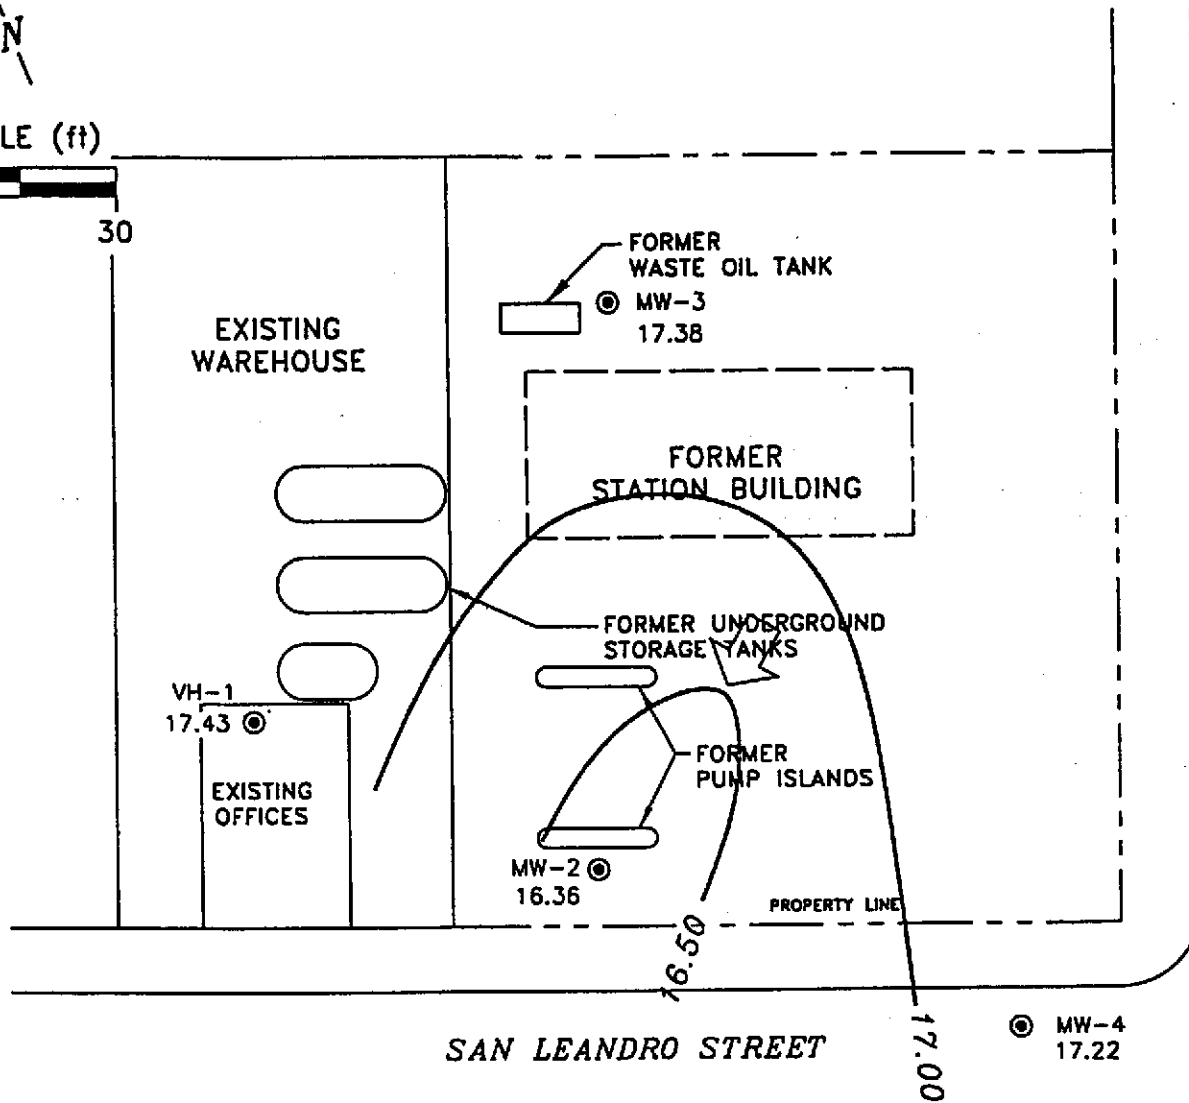 N
LE (ft)
30
FORMER
WASTE OIL TANK
MW-3
17.38
EXISTING
WAREHOUSE
FORMER
STATION BUILDING
FORMER UNDERGROUND
STORAGE TANKS
VH-1
17.43
FORMER
PUMP ISLANDS
EXISTING
OFFICES
MW-2
16.36
PROPERTY LINE
16.50
17.00
MW-4
17.22
SAN LEANDRO STREET